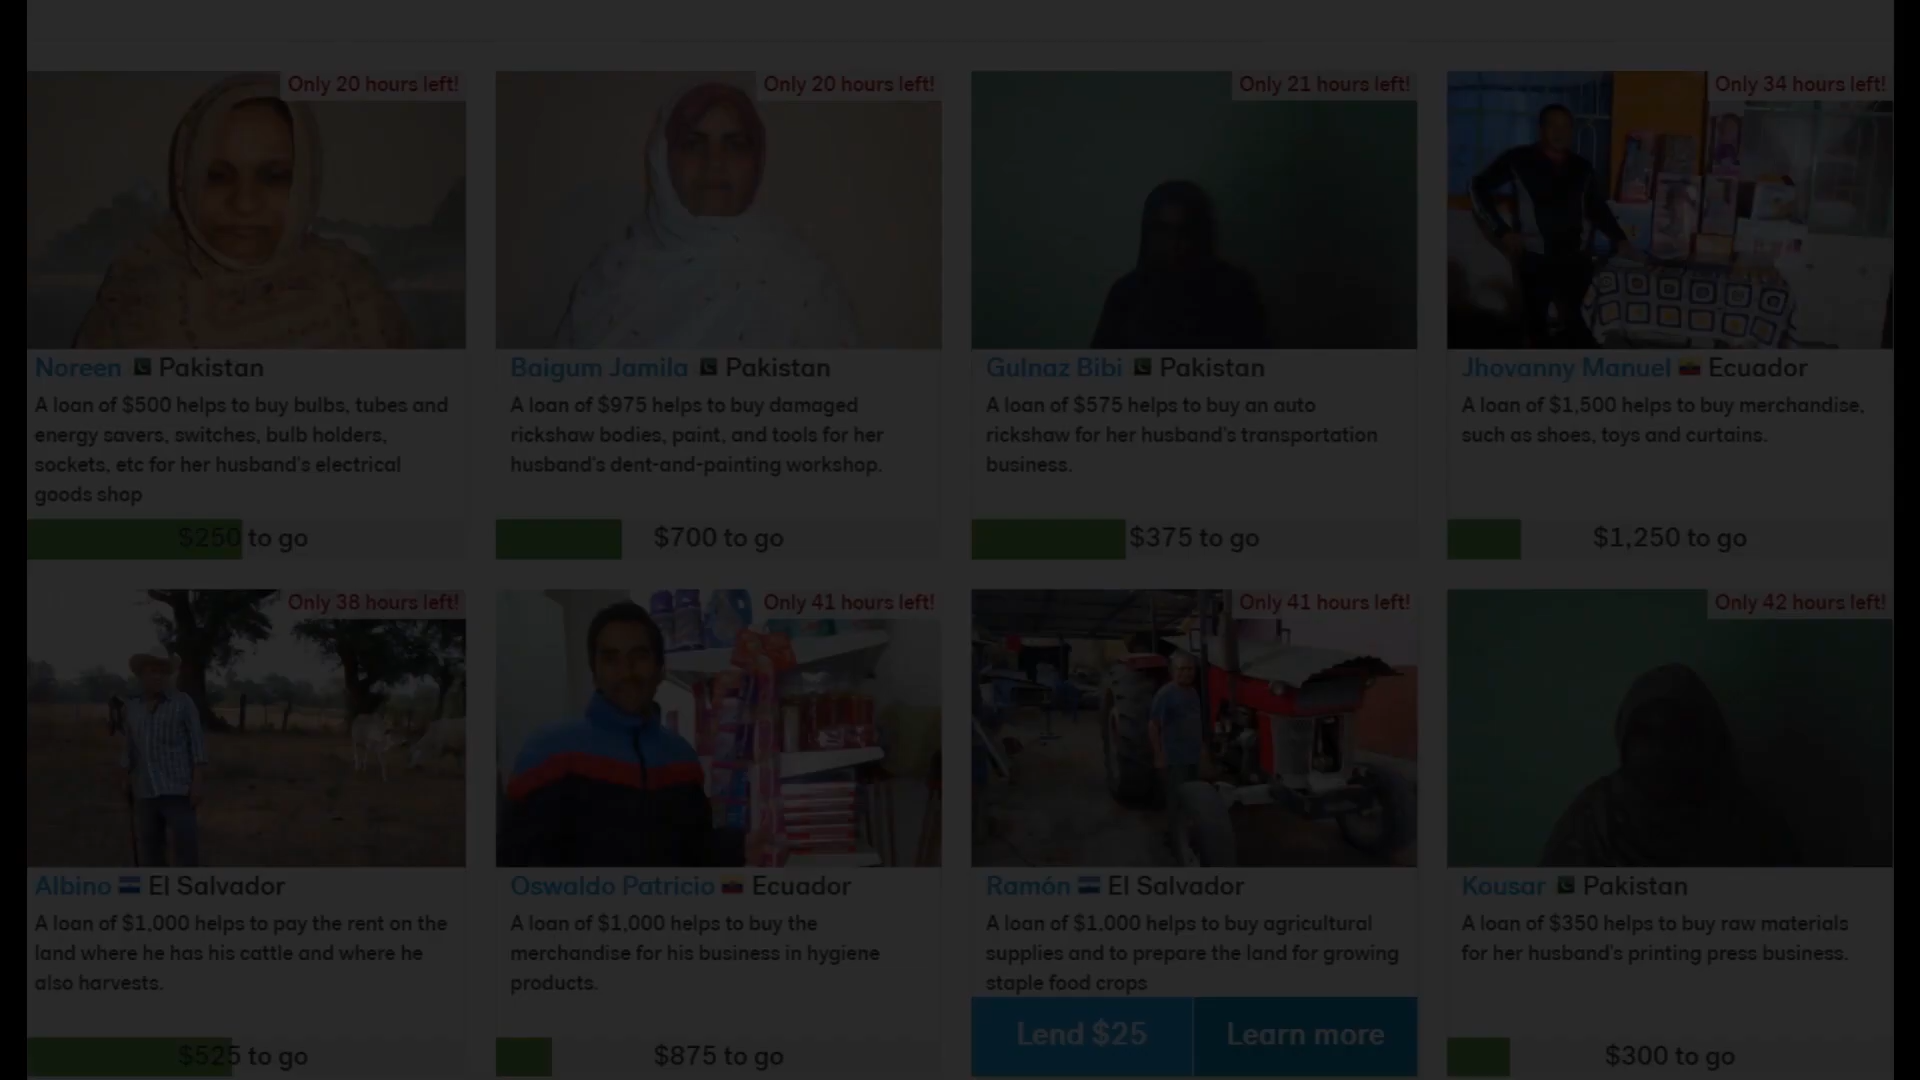 Only 20 hours left!
Only 20 hours left!
Only 21 hours left!
Only 34 hours left!
Noreen Pakistan
A loan of $500 helps to buy bulbs, tubes and
energy savers, switches, bulb holders,
sockets, etc for her husband's electrical
goods shop
$250 to go
Baigum Jamila Pakistan
A loan of $975 helps to buy damaged
rickshaw bodies, paint, and tools for her
husband's dent-and-painting workshop.
$700 to go
Gulnaz Bibi Pakistan
A loan of $575 helps to buy an auto
rickshaw for her husband's transportation
business.
$375 to go
Jhovanny Manuel Ecuador
A loan of $1,500 helps to buy merchandise,
such as shoes, toys and curtains.
$1,250 to go
Only 38 hours left!
Only 41 hours left!
Only 41 hours left!
Only 42 hours left!
Albino El Salvador
A loan of $1,000 helps to pay the rent on the
land where he has his cattle and where he
also harvests.
$525 to go
Oswaldo Patricio Ecuador
A loan of $1,000 helps to buy the
merchandise for his business in hygiene
products.
$875 to go
Ramón El Salvador
A loan of $1,000 helps to buy agricultural
supplies and to prepare the land for growing
staple food crops
Lend $25 Learn more
Kousar Pakistan
A loan of $350 helps to buy raw materials
for her husband's printing press business.
$300 to go